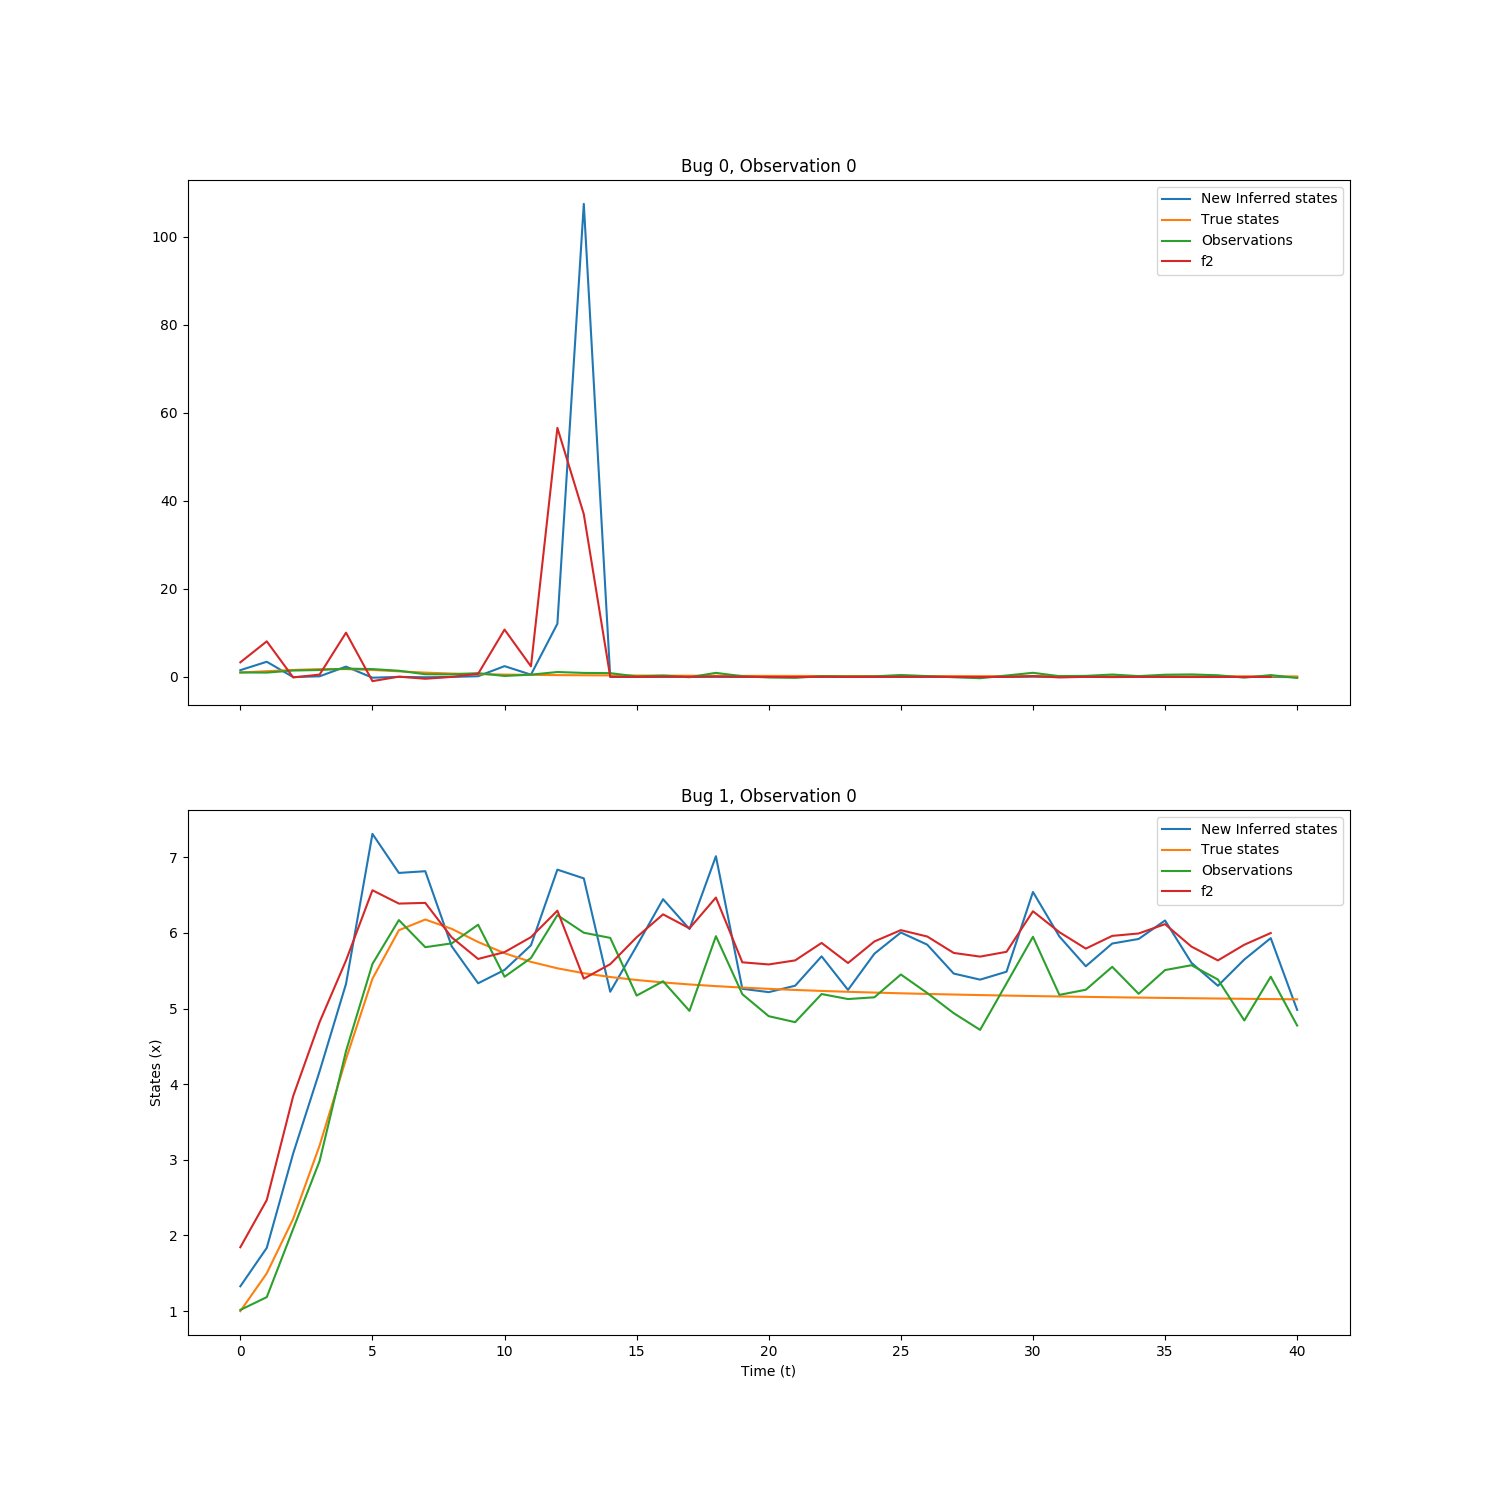 Bug 0, Observation 0
New Inferred states
True states
Observations
f2
100
80
60
40
20
0
Bug 1, Observation 0
New Inferred states
True states
Observations
f2
7
6
5
4
3
2
1
States (x)
0 5 10 15 20 25 30 35 40
Time (t)